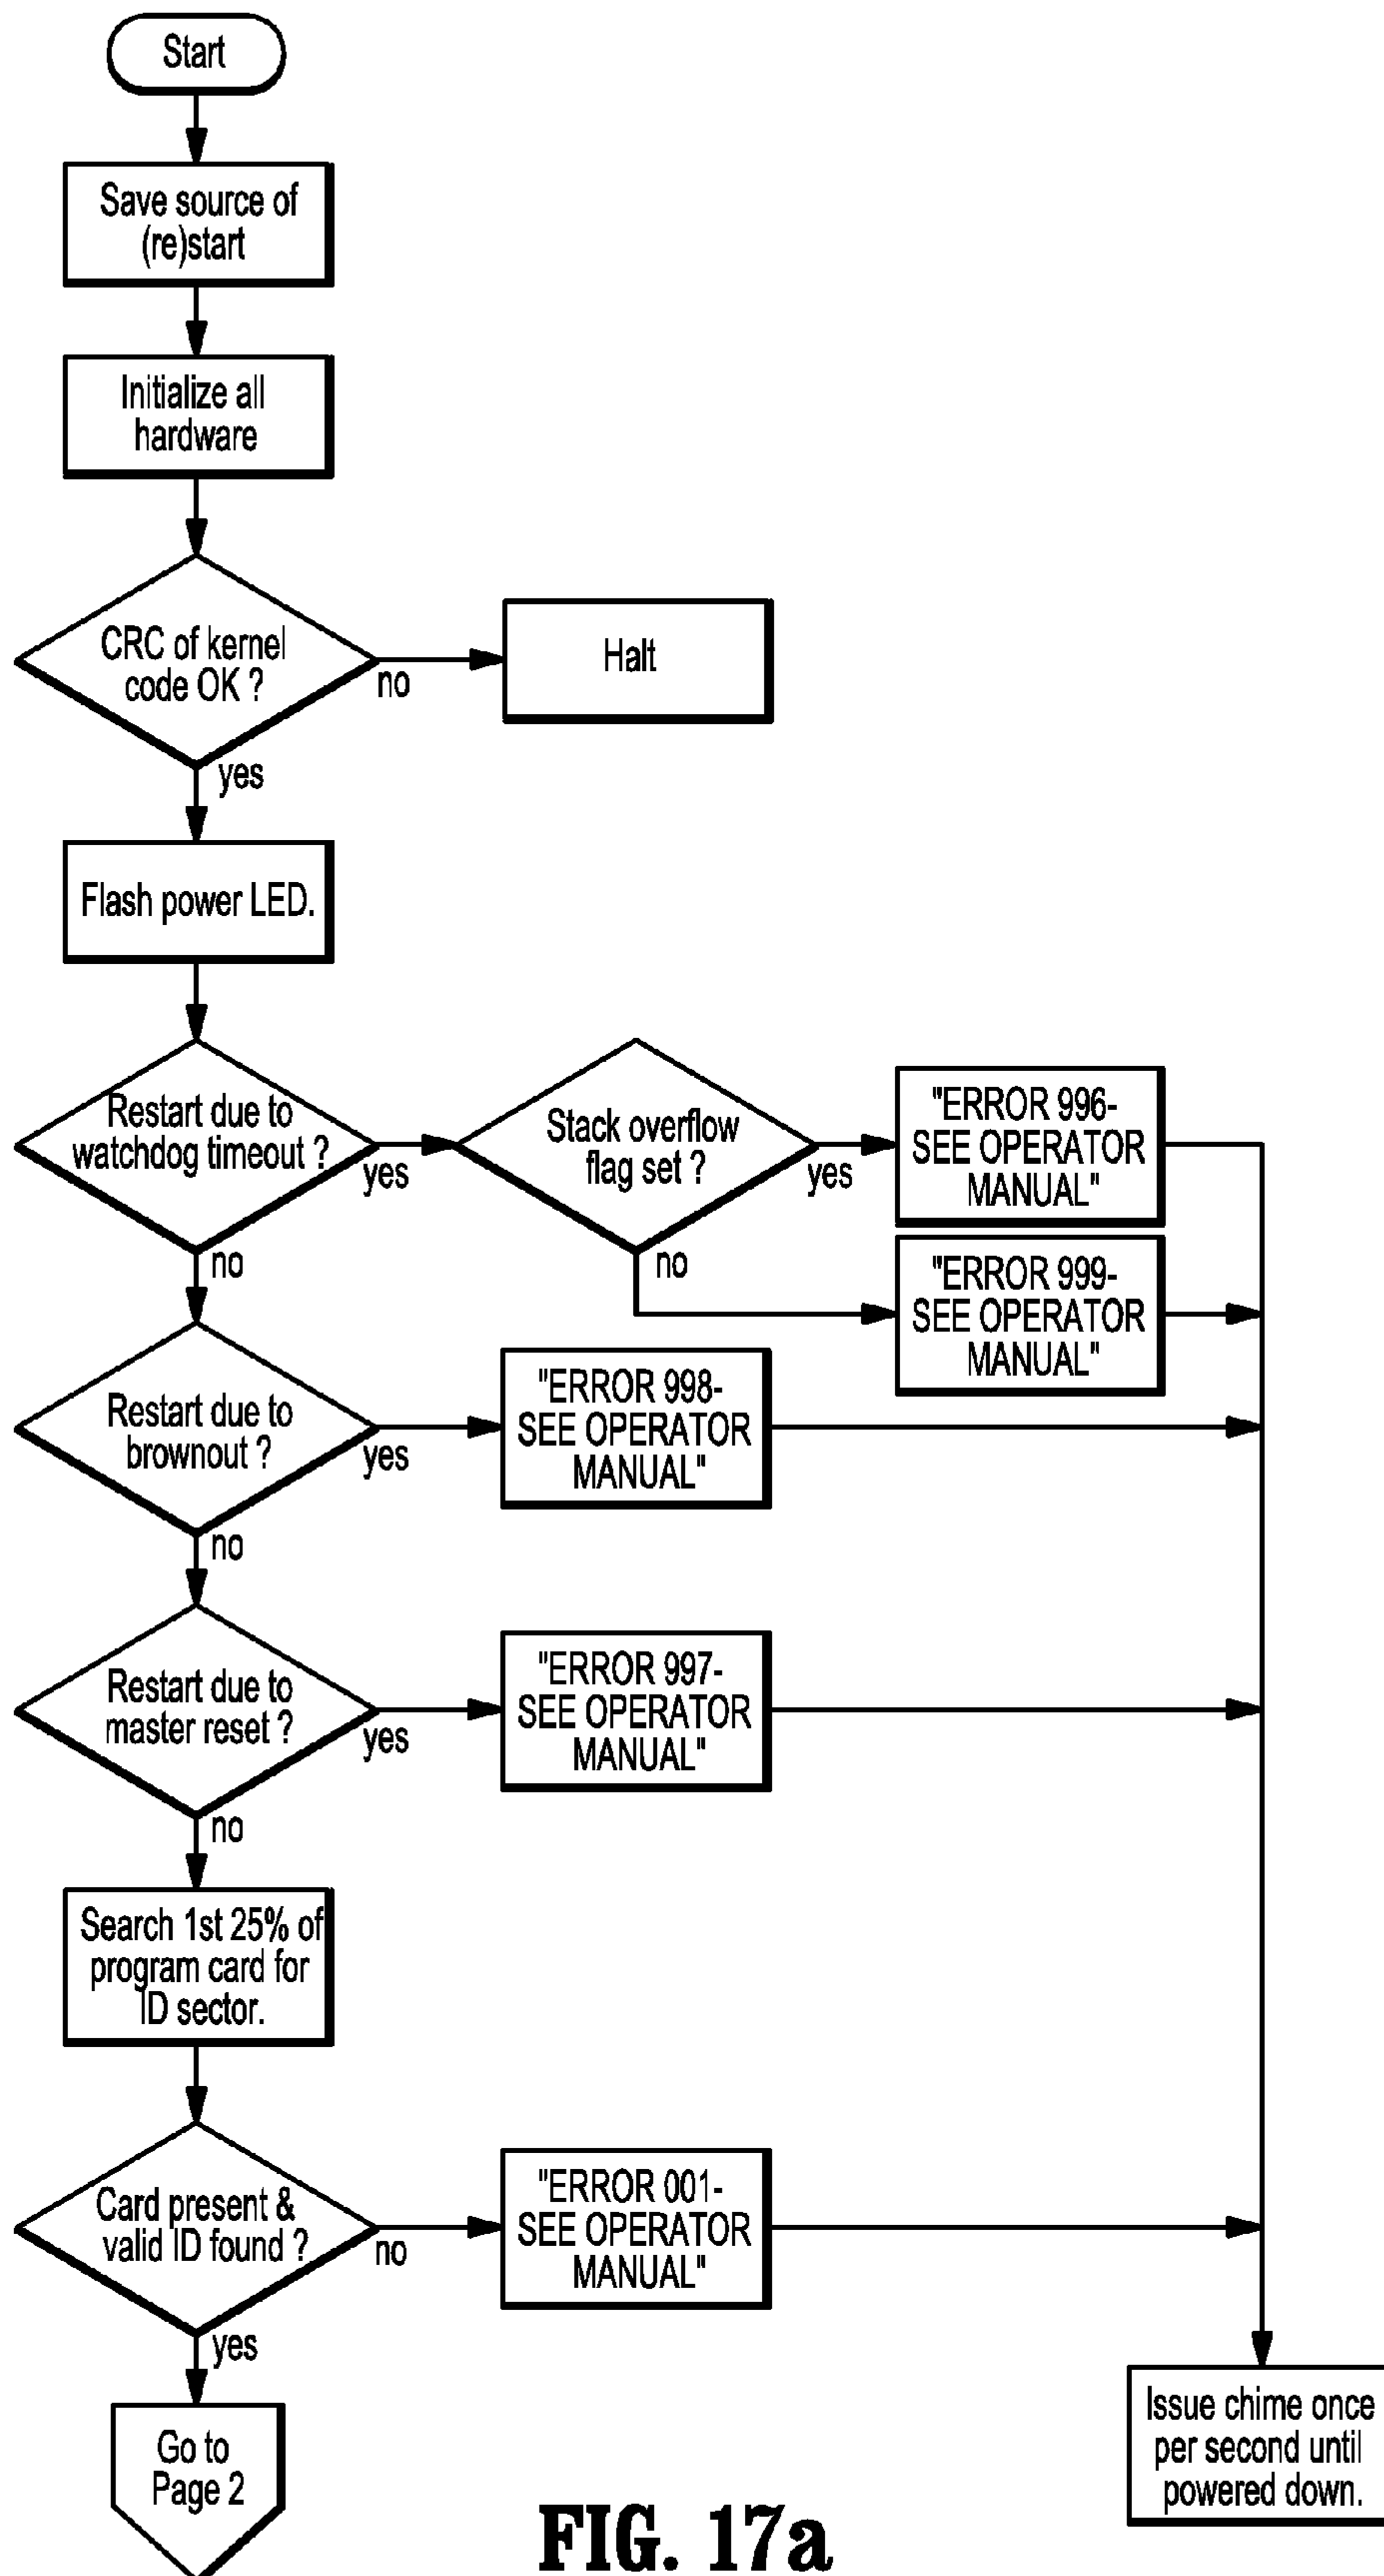 Start
Save source of
(re)start
Initialize all
hardware
CRC of kernel
code OK ?
no
Halt
yes
Flash power LED.
Restart due to
watchdog timeout ?
yes
Stack overflow
flag set ?
yes
"ERROR 996-
SEE OPERATOR
MANUAL"
no
no
"ERROR 999-
SEE OPERATOR
MANUAL"
Restart due to
brownout ?
yes
"ERROR 998-
SEE OPERATOR
MANUAL"
no
Restart due to
master reset ?
yes
"ERROR 997-
SEE OPERATOR
MANUAL"
no
Search 1st 25% of
program card for
ID sector.
Card present &
valid ID found ?
no
"ERROR 001-
SEE OPERATOR
MANUAL"
yes
Go to
Page 2
Issue chime once
per second until
powered down.
FIG. 17a